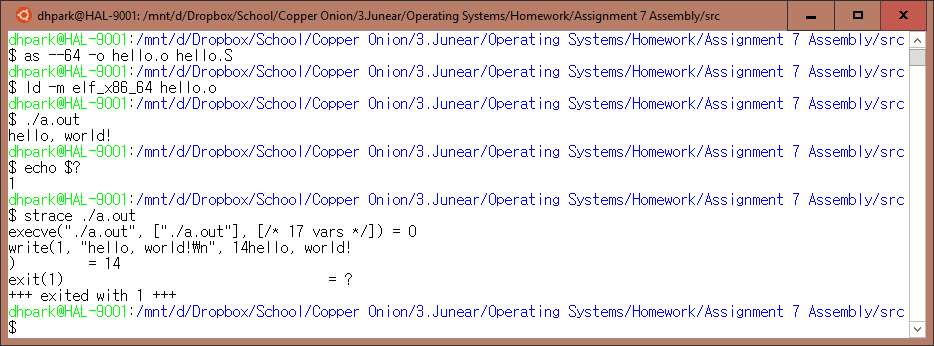 dhpark@HAL-9001: /mnt/d/Dropbox/School/Copper Onion/3.Junear/Operating Systems/Homework/Assignment 7 Assembly/src
dhpark@HAL-9001:/mnt/d/Dropbox/School/Copper Onion/3.Junear/Operating Systems/Homework/Assignment 7 Assembly/src
$ as --64 -o hello.o hello.S
dhpark@HAL-9001:/mnt/d/Dropbox/School/Copper Onion/3.Junear/Operating Systems/Homework/Assignment 7 Assembly/src
$ ld -m elf_x86_64 hello.o
dhpark@HAL-9001:/mnt/d/Dropbox/School/Copper Onion/3.Junear/Operating Systems/Homework/Assignment 7 Assembly/src
$ ./a.out
hello, world!
dhpark@HAL-9001:/mnt/d/Dropbox/School/Copper Onion/3.Junear/Operating Systems/Homework/Assignment 7 Assembly/src
$ echo $?
1
dhpark@HAL-9001:/mnt/d/Dropbox/School/Copper Onion/3.Junear/Operating Systems/Homework/Assignment 7 Assembly/src
$ strace ./a.out
execve("./a.out", ["./a.out"], [/* 17 vars */]) = 0
write(1, "hello, world!₩n", 14hello, world!
) = 14
exit(1) = ?
+++ exited with 1 +++
dhpark@HAL-9001:/mnt/d/Dropbox/School/Copper Onion/3.Junear/Operating Systems/Homework/Assignment 7 Assembly/src
$